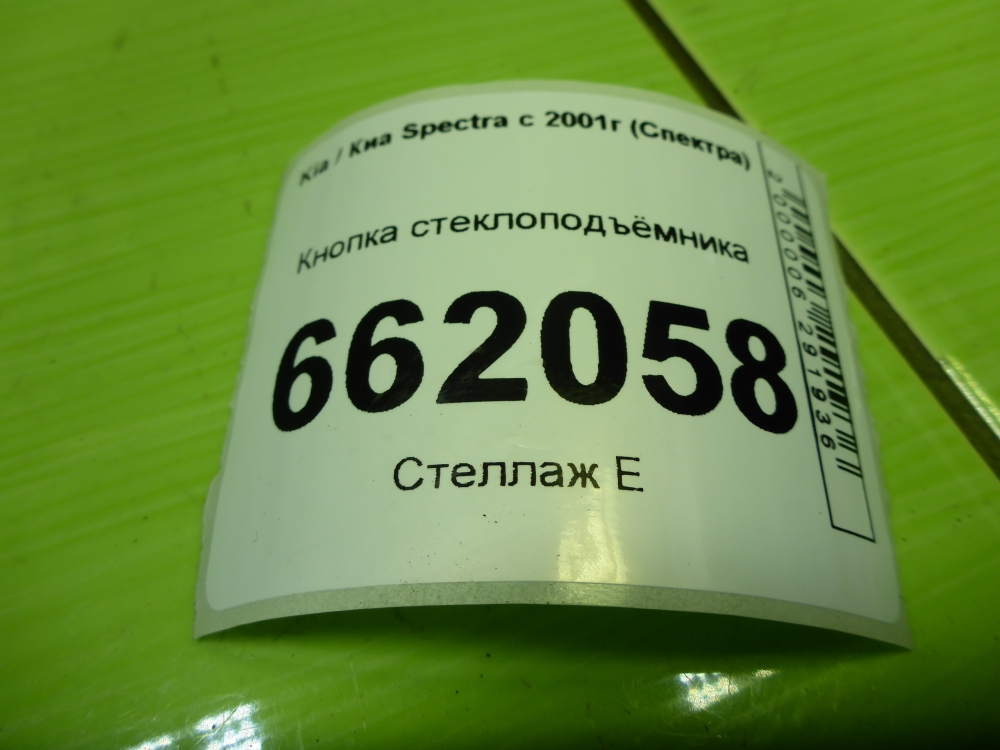 Kia / Киа Spectra с 2001г (Спектра)
Кнопка стеклоподъёмника
662058
Стеллаж Е
2000006291936